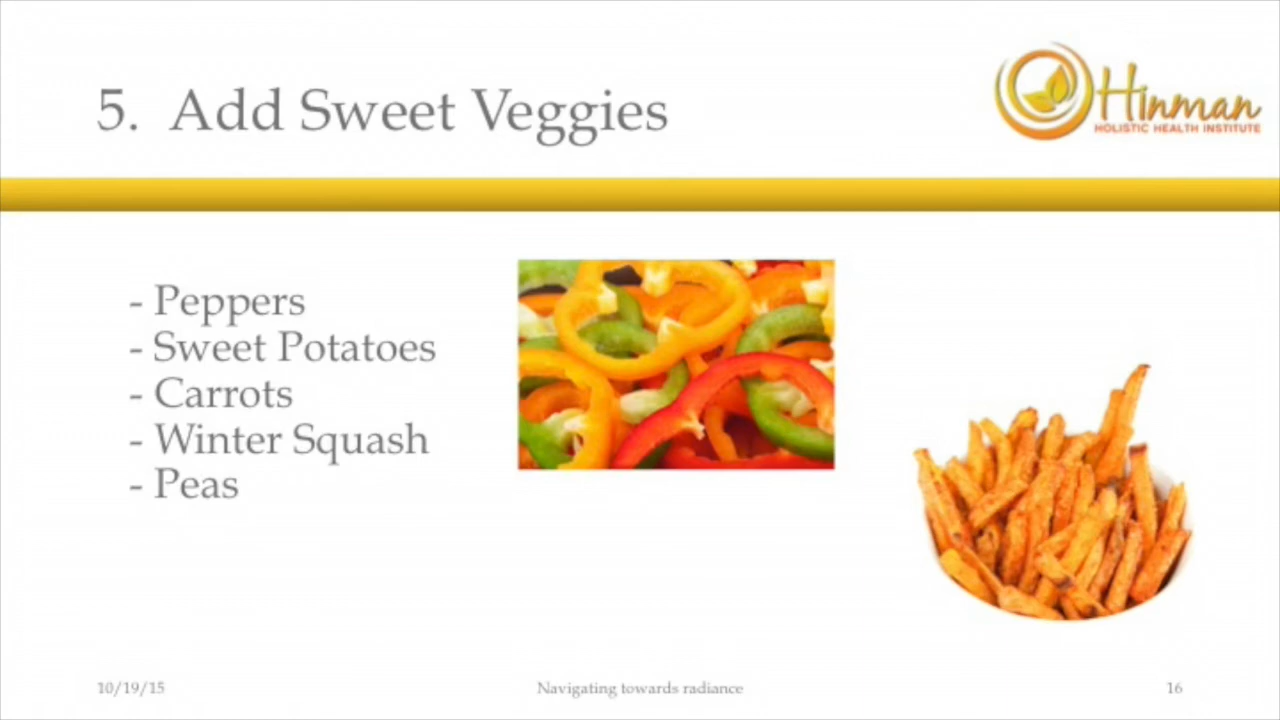 5. Add Sweet Veggies
Hinman
HOLISTIC HEALTH INSTITUTE
- Peppers
- Sweet Potatoes
- Carrots
- Winter Squash
- Peas
10/19/15
Navigating towards radiance
16